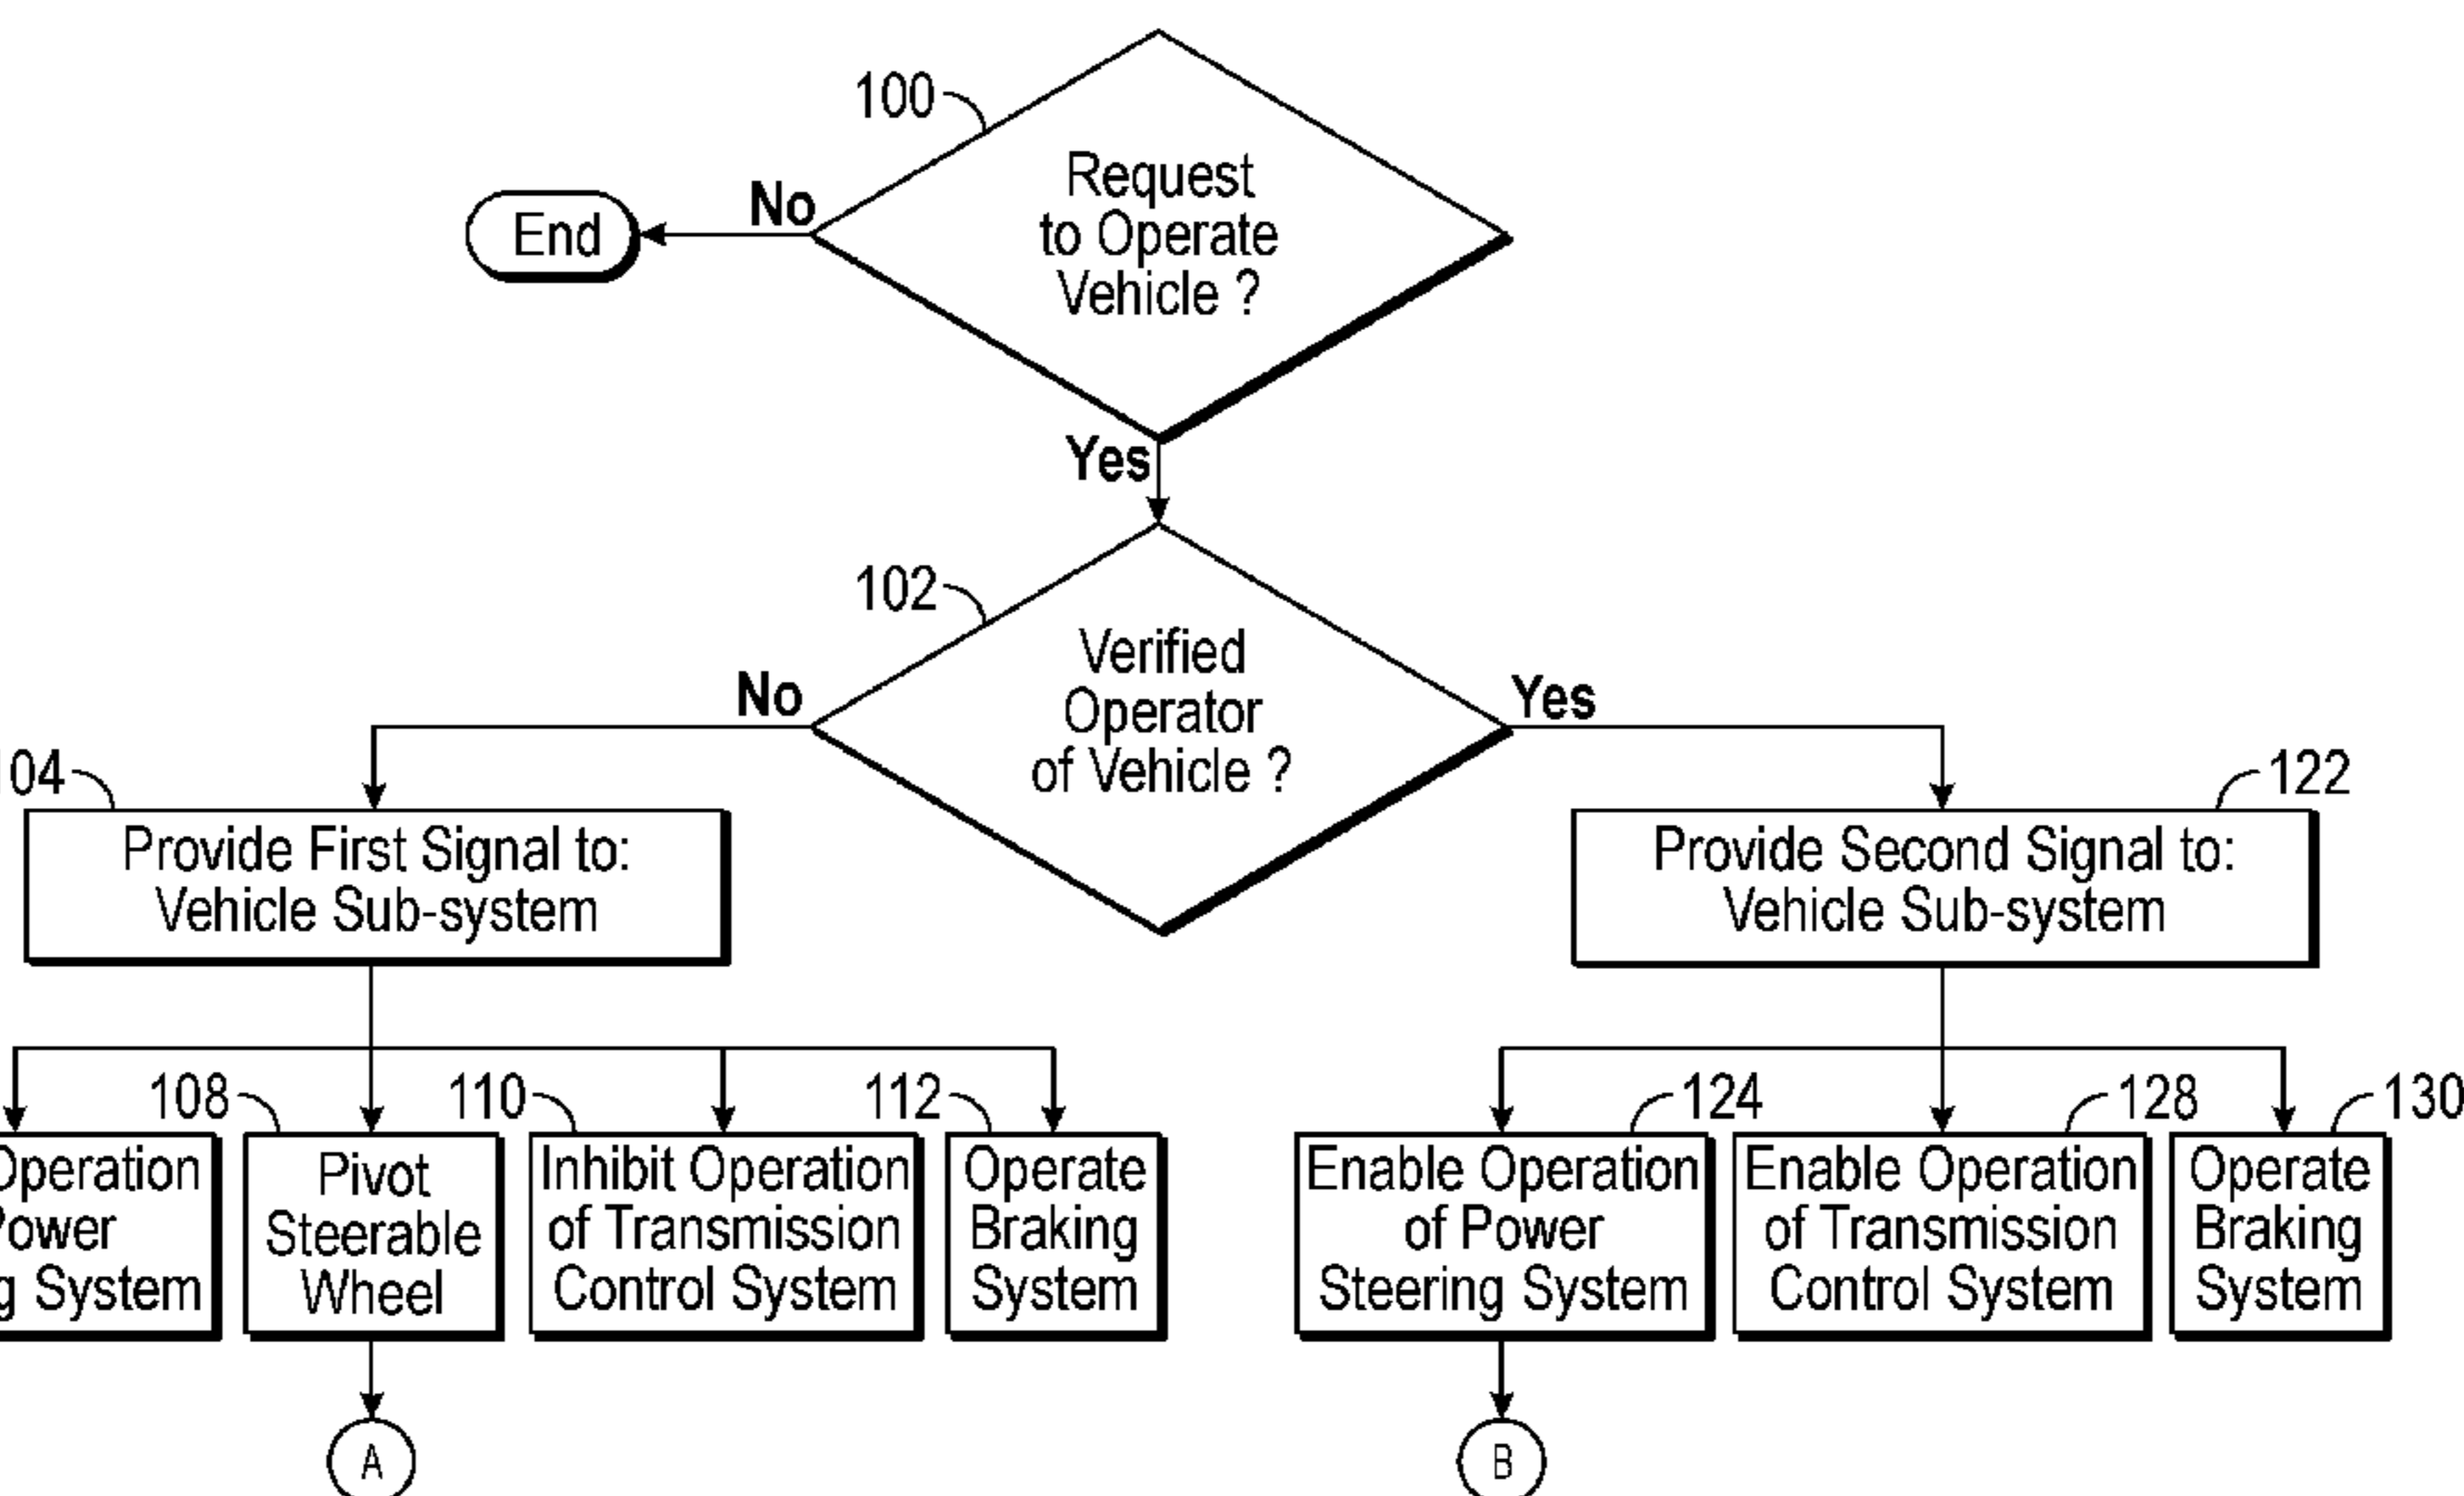 100
Request
to Operate
Vehicle ?
No
End
Yes
102
Verified
Operator
of Vehicle ?
No
Yes
04
Provide First Signal to:
Vehicle Sub-system
122
Provide Second Signal to:
Vehicle Sub-system
Operation
Power
System
108
Pivot
Steerable
Wheel
110
Inhibit Operation
of Transmission
Control System
112
Operate
Braking
System
124
Enable Operation
of Power
Steering System
128
Enable Operation
of Transmission
Control System
130
Operate
Braking
System
A
B